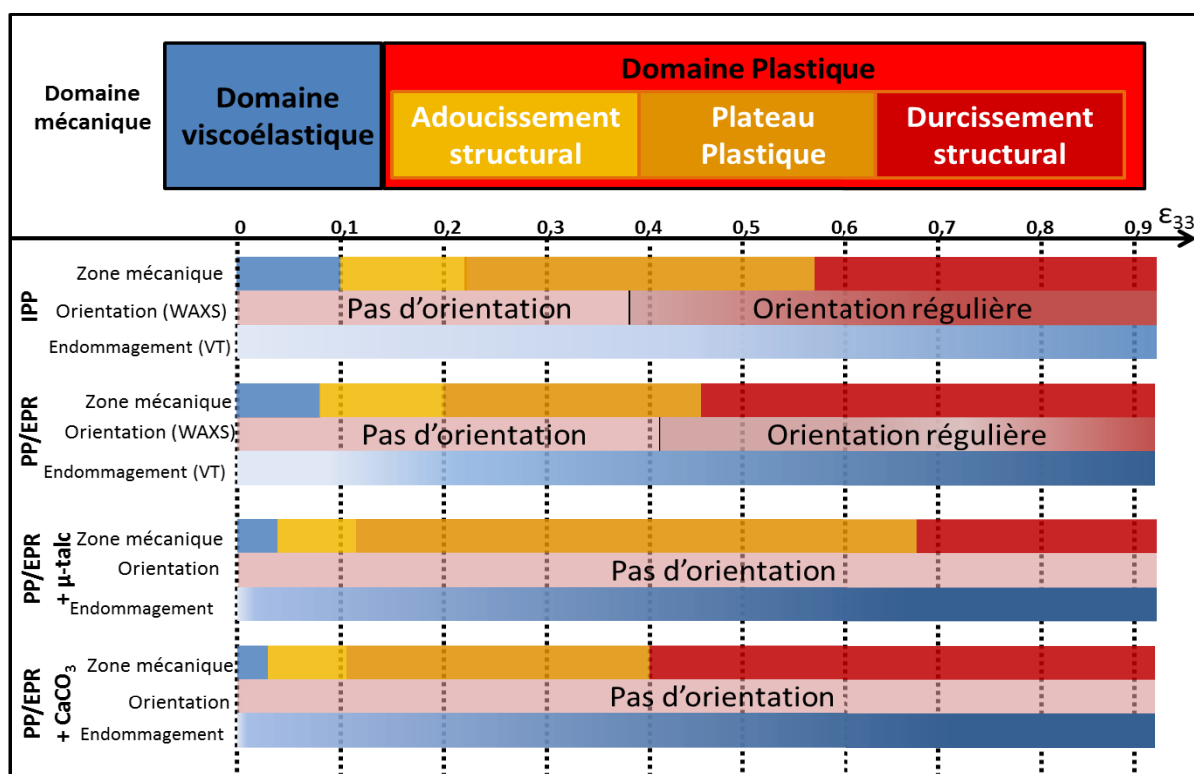 Domaine mécanique
Domaine viscoélastique
Domaine Plastique
Adoucissement structural
Plateau Plastique
Durcissement structural
0 0,1 0,2 0,3 0,4 0,5 0,6 0,7 0,8 0,9 ε33
IPP
Zone mécanique
Orientation (WAXS) Pas d'orientation Orientation régulière
Endommagement (VT)
PP/EPR
Zone mécanique
Orientation (WAXS) Pas d'orientation Orientation régulière
Endommagement (VT)
PP/EPR + µ-talc
Zone mécanique
Orientation Pas d'orientation
Endommagement
PP/EPR + CaCO₃
Zone mécanique
Orientation Pas d'orientation
Endommagement